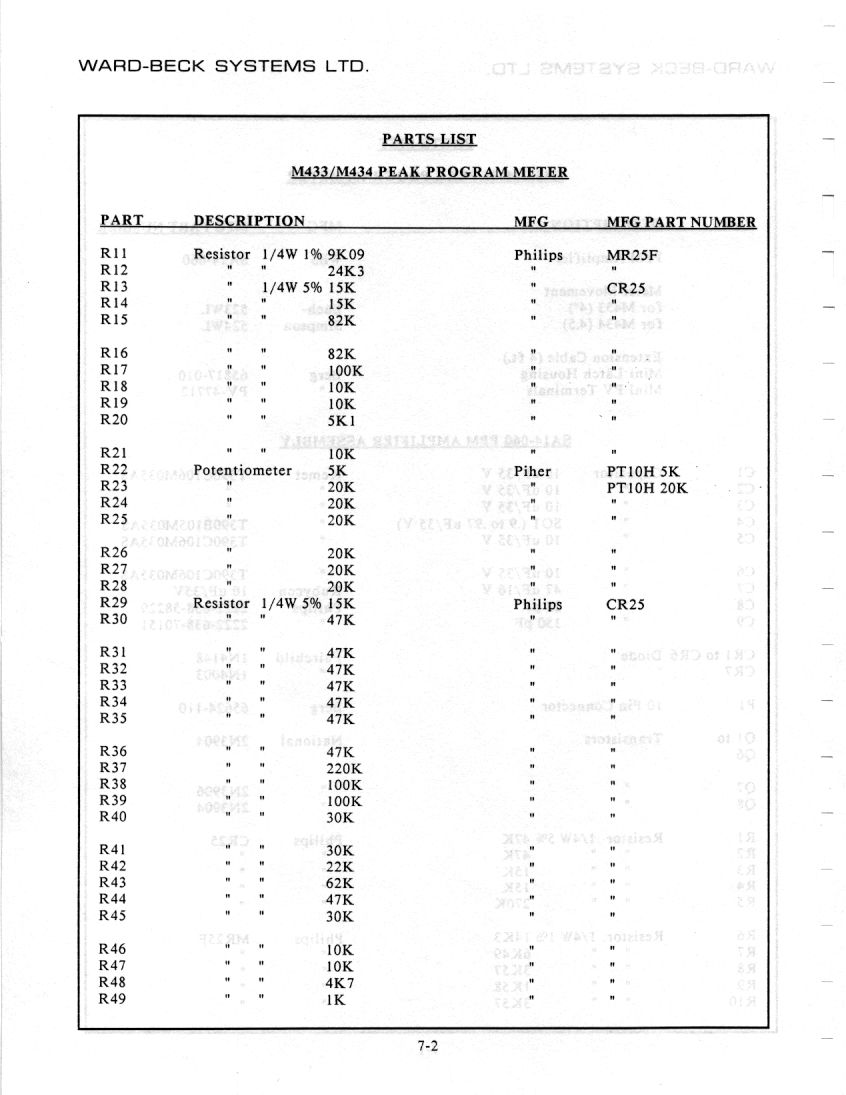 WARD-BECK SYSTEMS LTD.
PARTS LIST
M433/M434 PEAK PROGRAM METER
PART DESCRIPTION MFG MFG PART NUMBER
R11 Resistor 1/4W 1% 9K09 Philips MR25F
R12 " " 24K3 " "
R13 " 1/4W 5% 15K " CR25
R14 " " 15K " "
R15 " " 82K " "
R16 " " 82K " "
R17 " " 100K " "
R18 " " 10K " "
R19 " " 10K " "
R20 " " 5K1 " "
R21 " " 10K " "
R22 Potentiometer 5K Piher PT10H 5K
R23 " 20K " PT10H 20K
R24 " 20K " "
R25 " 20K " "
R26 " 20K " "
R27 " 20K " "
R28 " 20K " "
R29 Resistor 1/4W 5% 15K Philips CR25
R30 " " 47K " "
R31 " " 47K " "
R32 " " 47K " "
R33 " " 47K " "
R34 " " 47K " "
R35 " " 47K " "
R36 " " 47K " "
R37 " " 220K " "
R38 " " 100K " "
R39 " " 100K " "
R40 " " 30K " "
R41 " " 30K " "
R42 " " 22K " "
R43 " " 62K " "
R44 " " 47K " "
R45 " " 30K " "
R46 " " 10K " "
R47 " " 10K " "
R48 " " 4K7 " "
R49 " " 1K " "
7-2